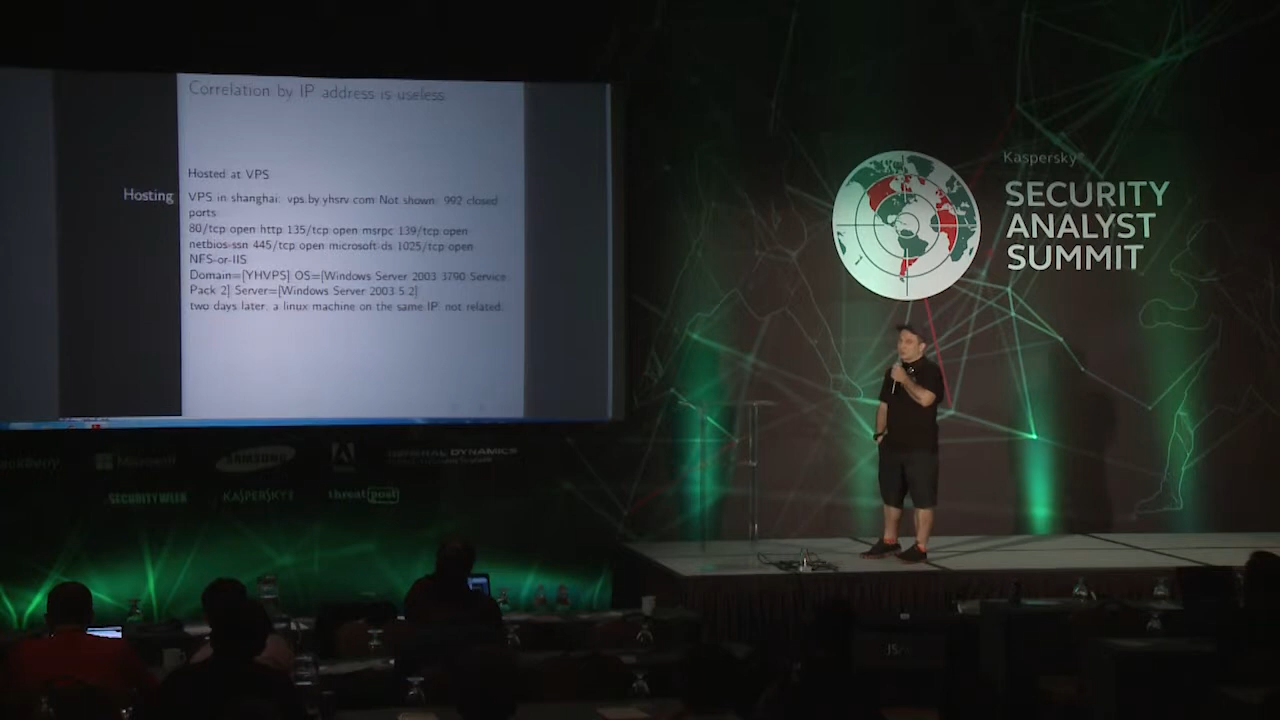 Correlation by IP address is useless
Hosting
Hosted at VPS
VPS in shanghai: vps.by.yhsrv.com Not shown: 992 closed
ports
80/tcp open http 135/tcp open msrpc 139/tcp open
netbios-ssn 445/tcp open microsoft-ds 1025/tcp open
NFS-or-IIS
Domain=[YHVPS] OS=[Windows Server 2003 3790 Service
Pack 2] Server=[Windows Server 2003 5.2]
two days later: a linux machine on the same IP: not related.
Kaspersky
SECURITY
ANALYST
SUMMIT
Microsoft
SAMSUNG
GENERAL DYNAMICS
SECURITYWEEK
KASPERSKY
threatpost